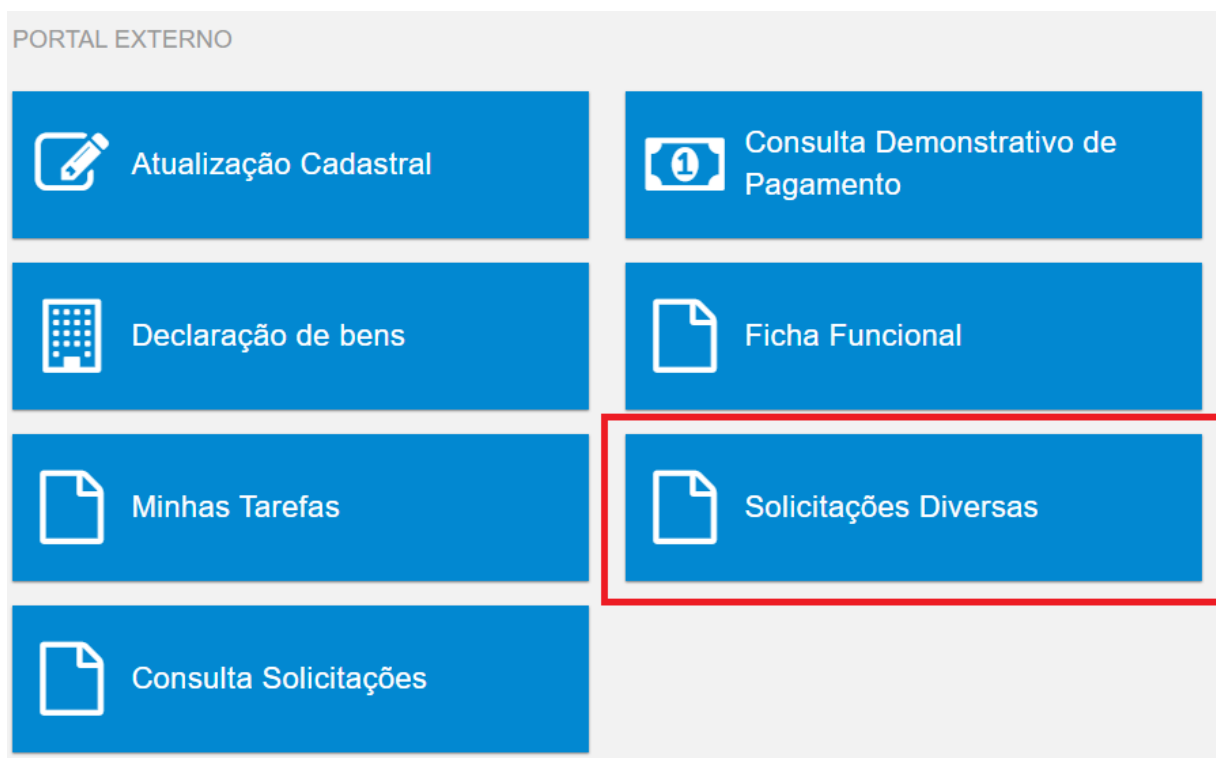 PORTAL EXTERNO
Atualização Cadastral
Consulta Demonstrativo de
Pagamento
Declaração de bens
Ficha Funcional
Minhas Tarefas
Solicitações Diversas
Consulta Solicitações